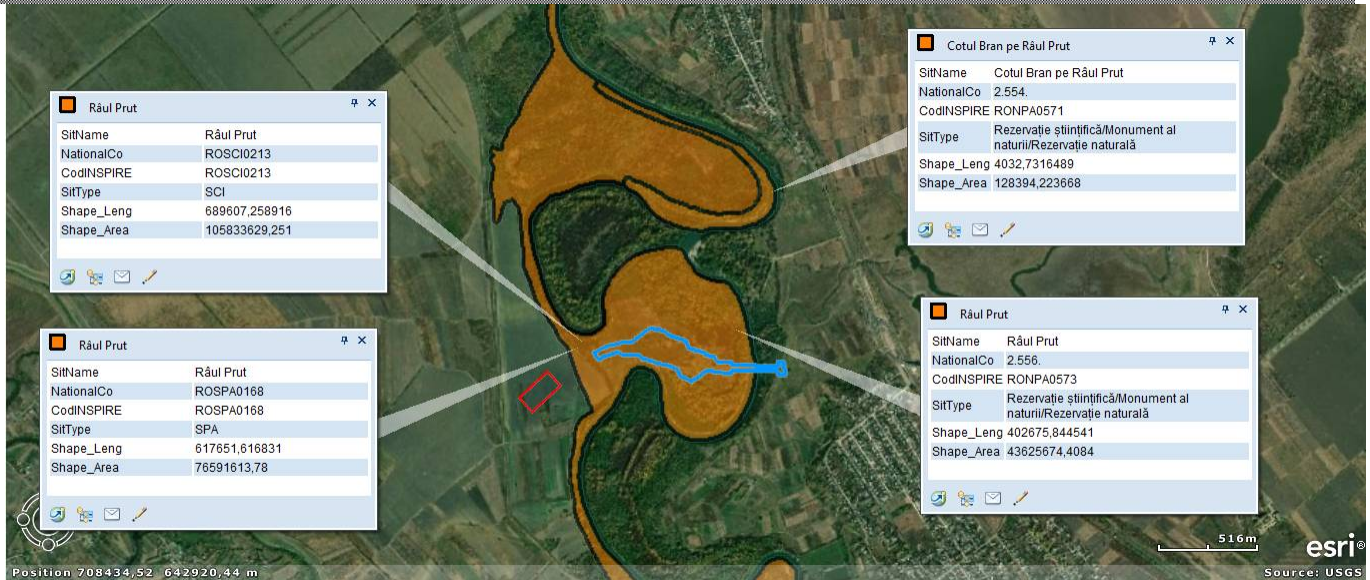 Râul Prut
SitName Râul Prut
NationalCo ROSCI0213
CodINSPIRE ROSCI0213
SitType SCI
Shape_Leng 689607,258916
Shape_Area 105833629,251
Cotul Bran pe Râul Prut
SitName Cotul Bran pe Râul Prut
NationalCo 2.554.
CodINSPIRE RONPA0571
SitType Rezervație științifică/Monument al
naturii/Rezervație naturală
Shape_Leng 4032,7316489
Shape_Area 128394,223668
Râul Prut
SitName Râul Prut
NationalCo ROSPA0168
CodINSPIRE ROSPA0168
SitType SPA
Shape_Leng 617651,616831
Shape_Area 76591613,78
Râul Prut
SitName Râul Prut
NationalCo 2.556.
CodINSPIRE RONPA0573
SitType Rezervație științifică/Monument al
naturii/Rezervație naturală
Shape_Leng 402675,844541
Shape_Area 43625674,4084
516m
esri®
Position 708434,52 642920,44 m
Source: USGS